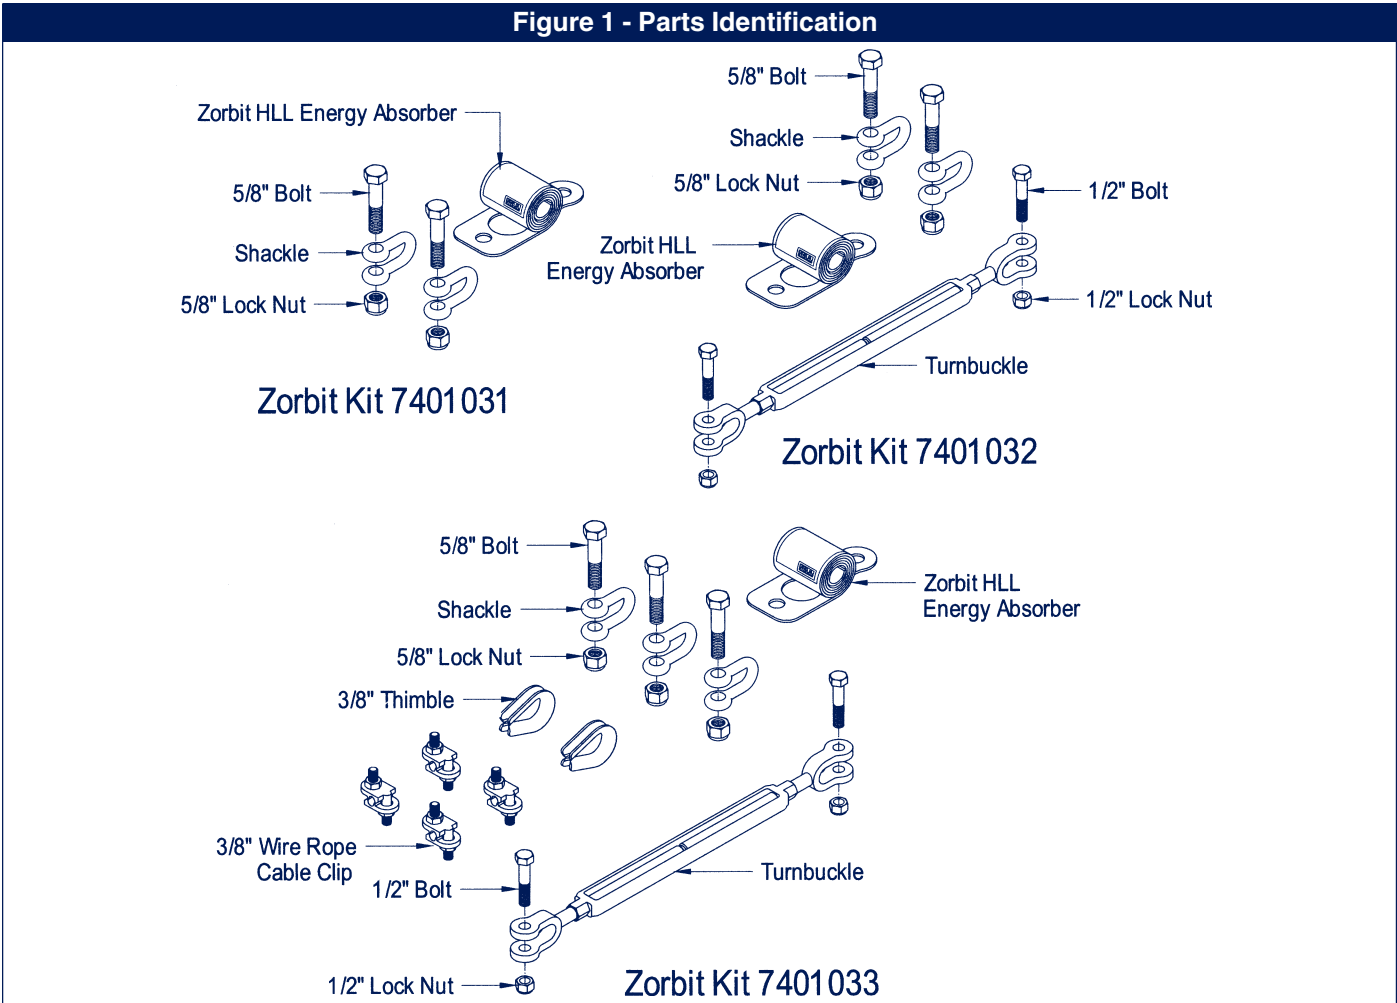 Figure 1 - Parts Identification
Zorbit HLL Energy Absorber
5/8" Bolt
Shackle
5/8" Lock Nut
Zorbit Kit 7401031
5/8" Bolt
Shackle
5/8" Lock Nut
1/2" Bolt
Zorbit HLL
Energy Absorber
1/2" Lock Nut
Turnbuckle
Zorbit Kit 7401032
5/8" Bolt
Shackle
5/8" Lock Nut
Zorbit HLL
Energy Absorber
3/8" Thimble
3/8" Wire Rope
Cable Clip
1/2" Bolt
Turnbuckle
1/2" Lock Nut
Zorbit Kit 7401033